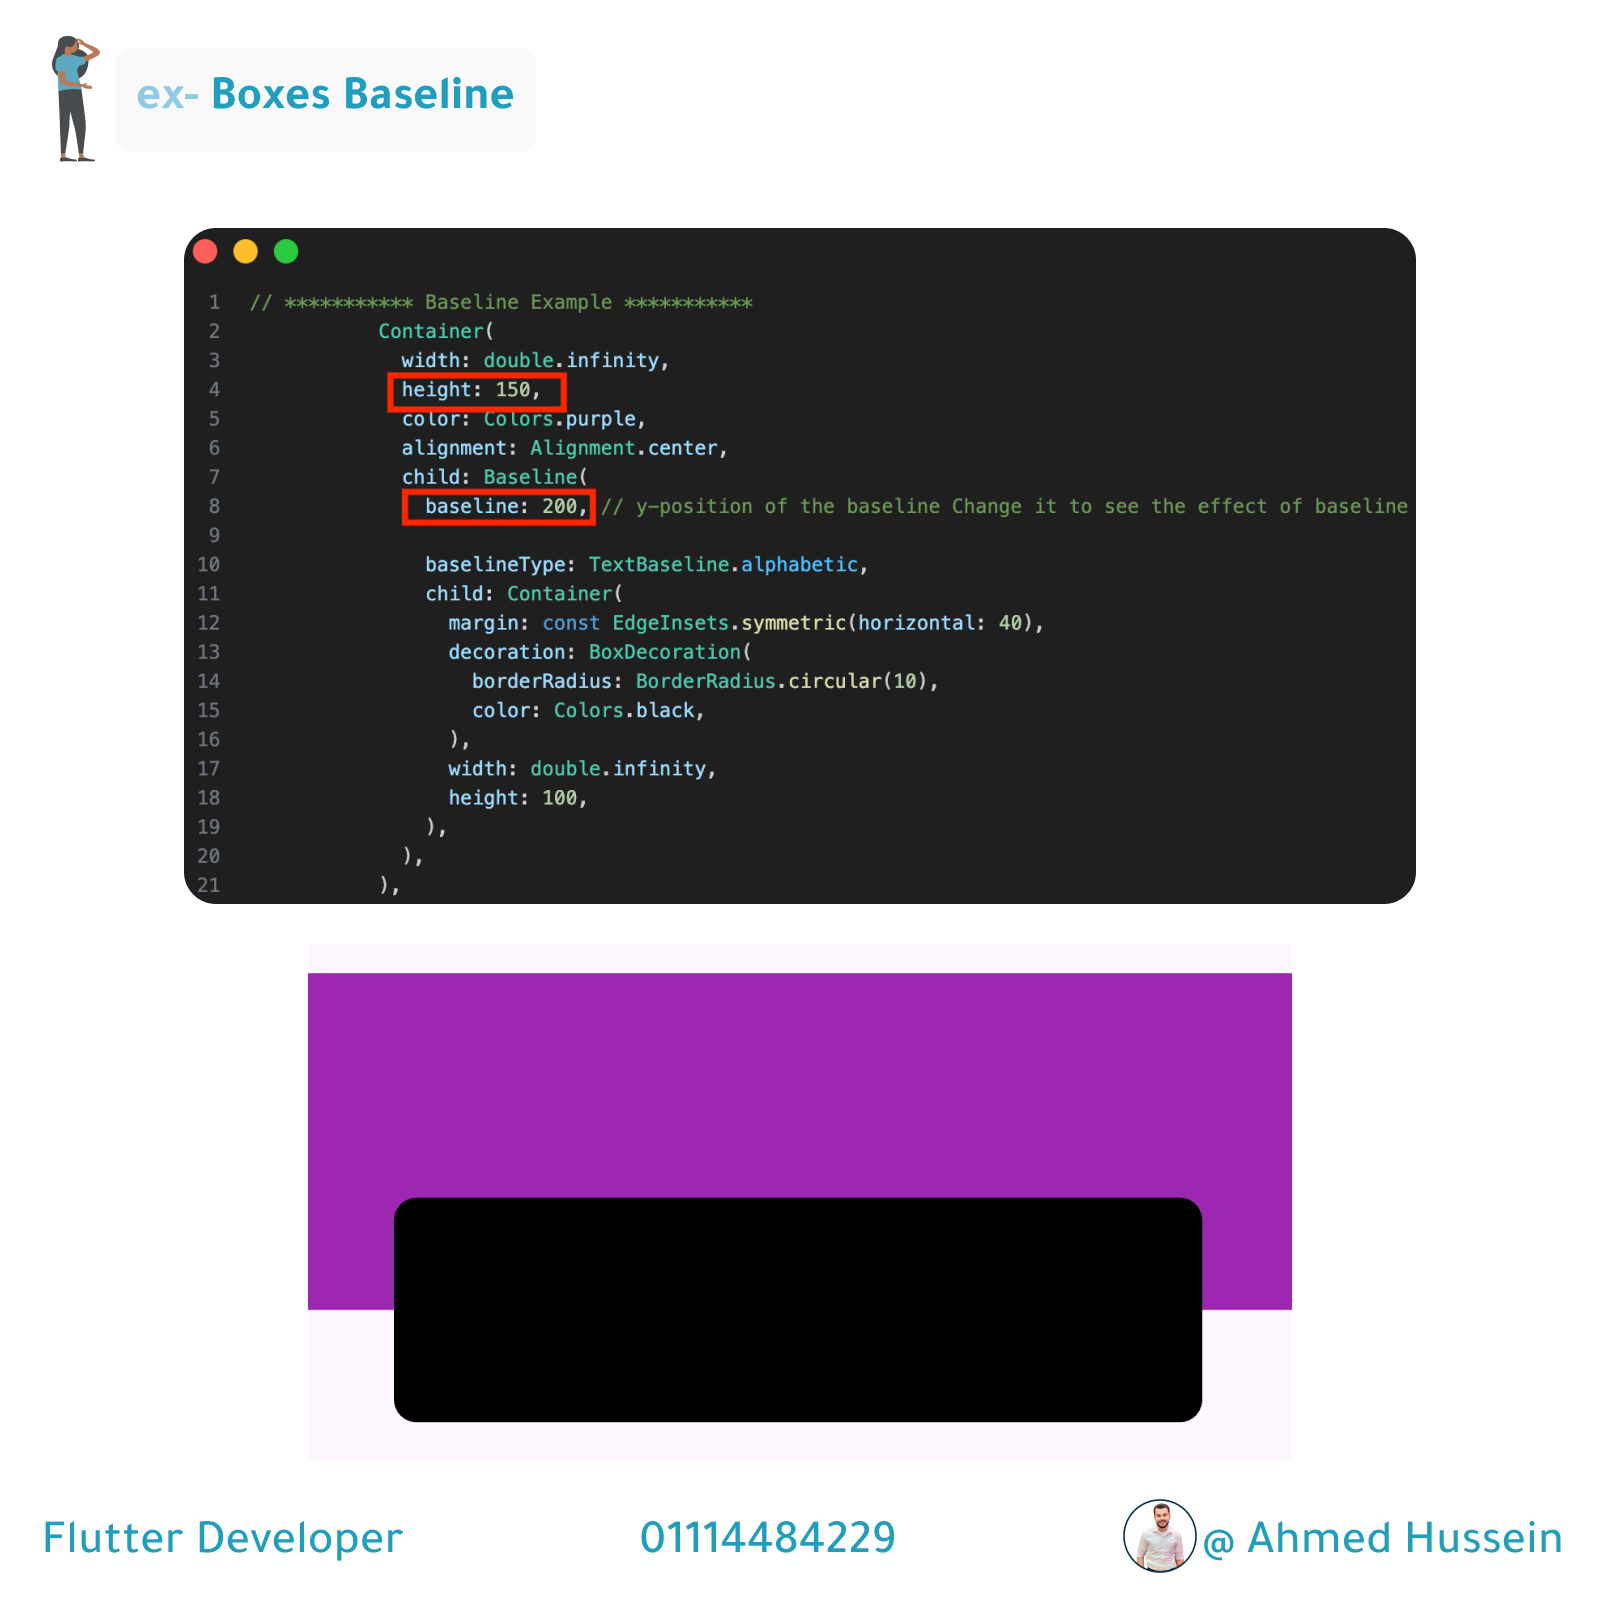 ex- Boxes Baseline
1 // *********** Baseline Example ***********
2 Container(
3 width: double.infinity,
4 height: 150,
5 color: Colors.purple,
6 alignment: Alignment.center,
7 child: Baseline(
8 baseline: 200, // y-position of the baseline Change it to see the effect of baseline
9
10 baselineType: TextBaseline.alphabetic,
11 child: Container(
12 margin: const EdgeInsets.symmetric(horizontal: 40),
13 decoration: BoxDecoration(
14 borderRadius: BorderRadius.circular(10),
15 color: Colors.black,
16 ),
17 width: double.infinity,
18 height: 100,
19 ),
20 ),
21 ),
Flutter Developer 01114484229 @ Ahmed Hussein